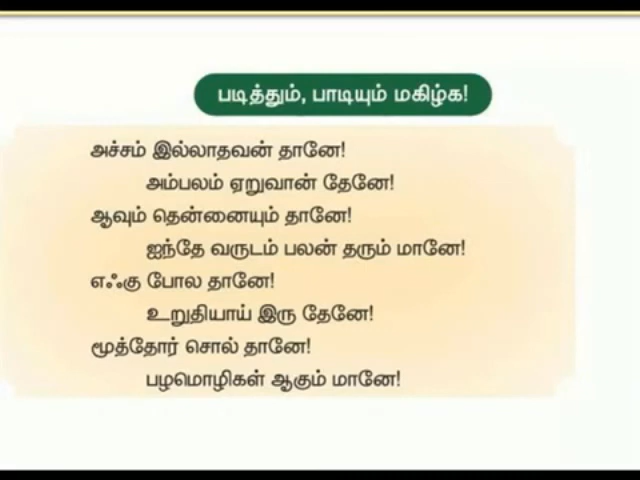 படித்தும், பாடியும் மகிழ்க!
அச்சம் இல்லாதவன் தானே!
அம்பலம் ஏறுவான் தேனே!
ஆவும் தென்னையும் தானே!
ஐந்தே வருடம் பலன் தரும் மானே!
எஃகு போல தானே!
உறுதியாய் இரு தேனே!
மூத்தோர் சொல் தானே!
பழமொழிகள் ஆகும் மானே!